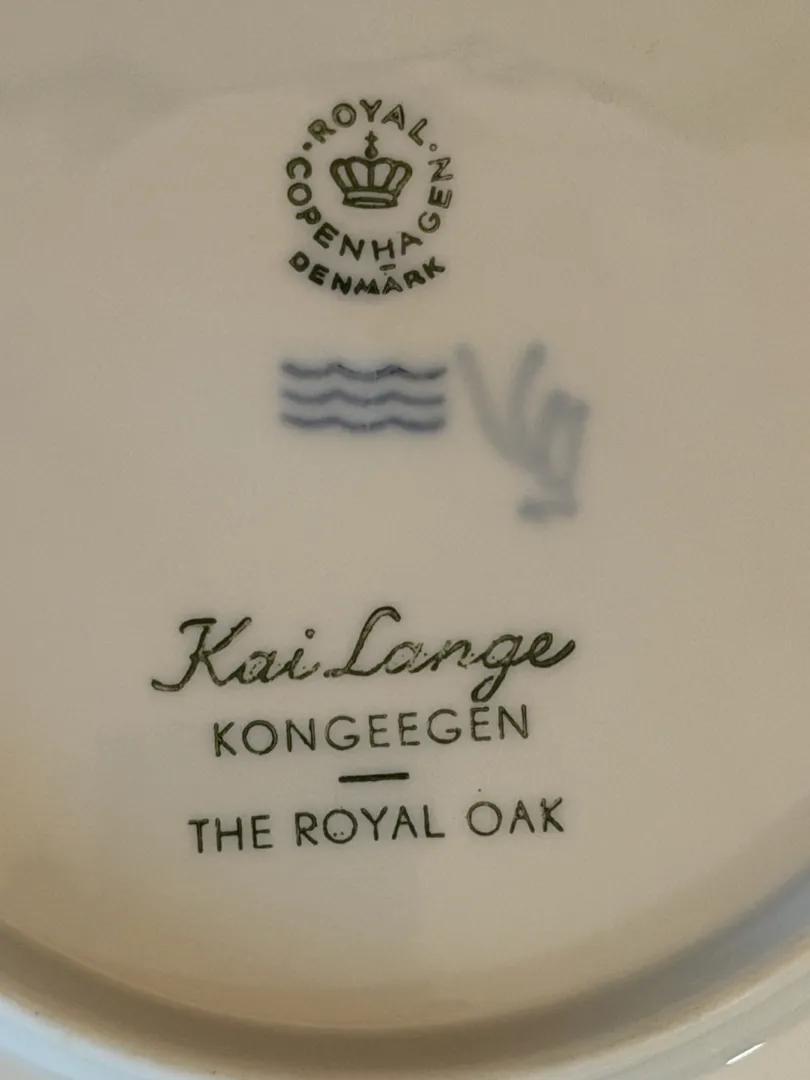 ROYAL
COPENHAGEN
DENMARK
Kai Lange
KONGEEGEN
THE ROYAL OAK